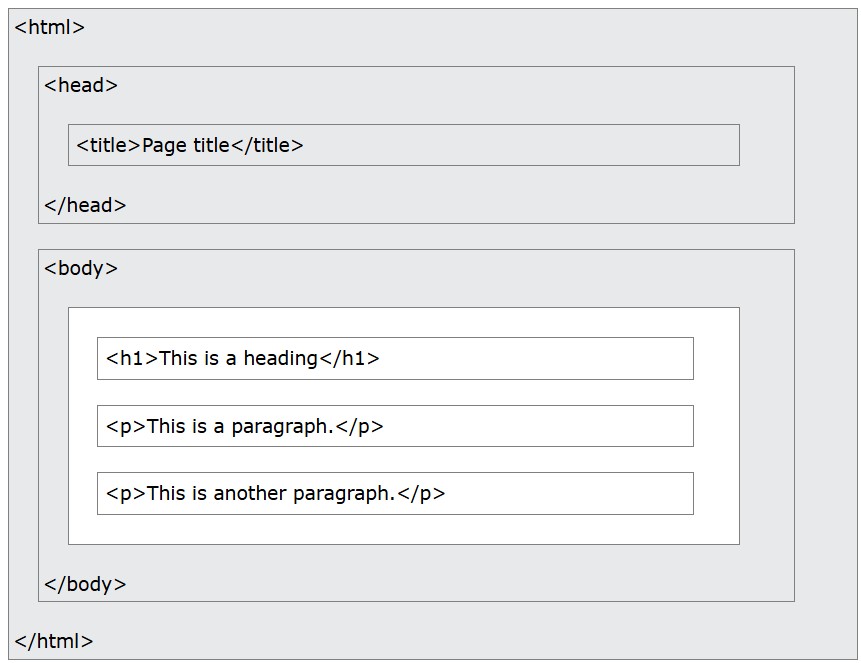 <html>
<head>
<title>Page title</title>
</head>
<body>
<h1>This is a heading</h1>
<p>This is a paragraph.</p>
<p>This is another paragraph.</p>
</body>
</html>